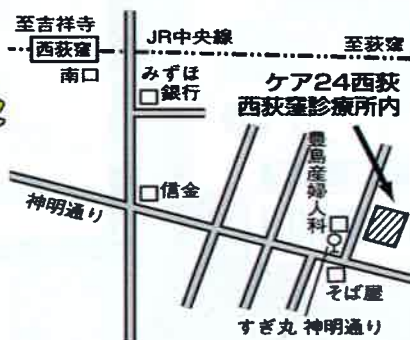 至吉祥寺
西荻窪
JR中央線
至荻窪
南口
みずほ
銀行
ケア24西荻
西荻窪診療所内
豊島産婦人科
信金
神明通り
そば屋
すぎ丸 神明通り